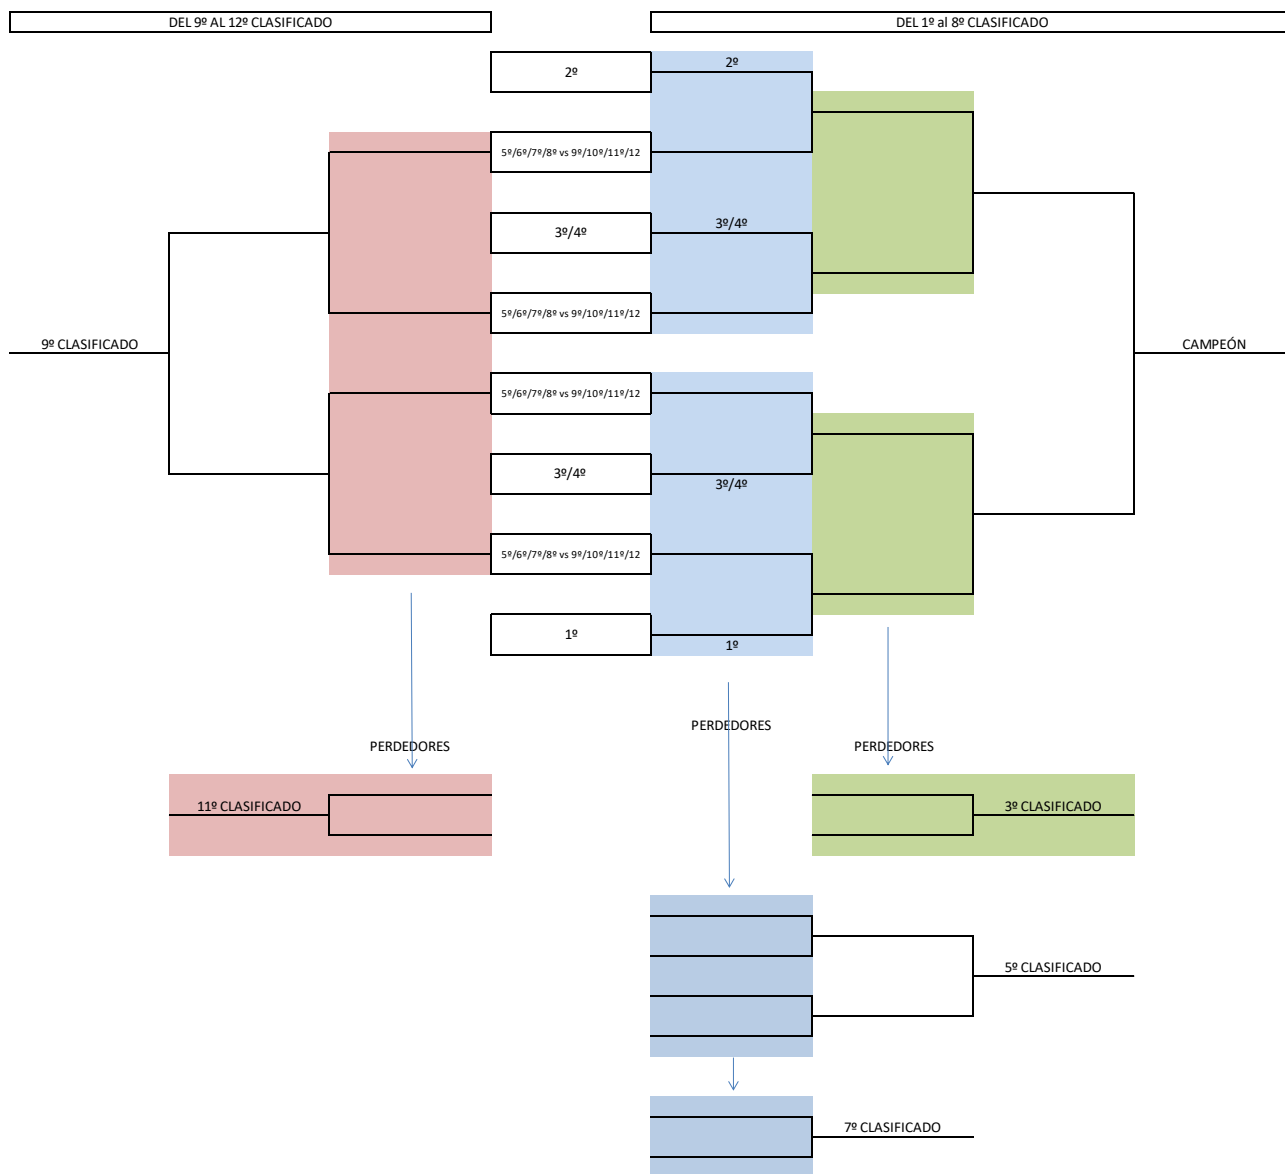 DEL 9º AL 12º CLASIFICADO
DEL 1º al 8º CLASIFICADO
2º
2º
5º/6º/7º/8º vs 9º/10º/11º/12
3º/4º
3º/4º
5º/6º/7º/8º vs 9º/10º/11º/12
9º CLASIFICADO
CAMPEÓN
5º/6º/7º/8º vs 9º/10º/11º/12
3º/4º
3º/4º
5º/6º/7º/8º vs 9º/10º/11º/12
1º
1º
PERDEDORES
PERDEDORES
PERDEDORES
11º CLASIFICADO
3º CLASIFICADO
5º CLASIFICADO
7º CLASIFICADO